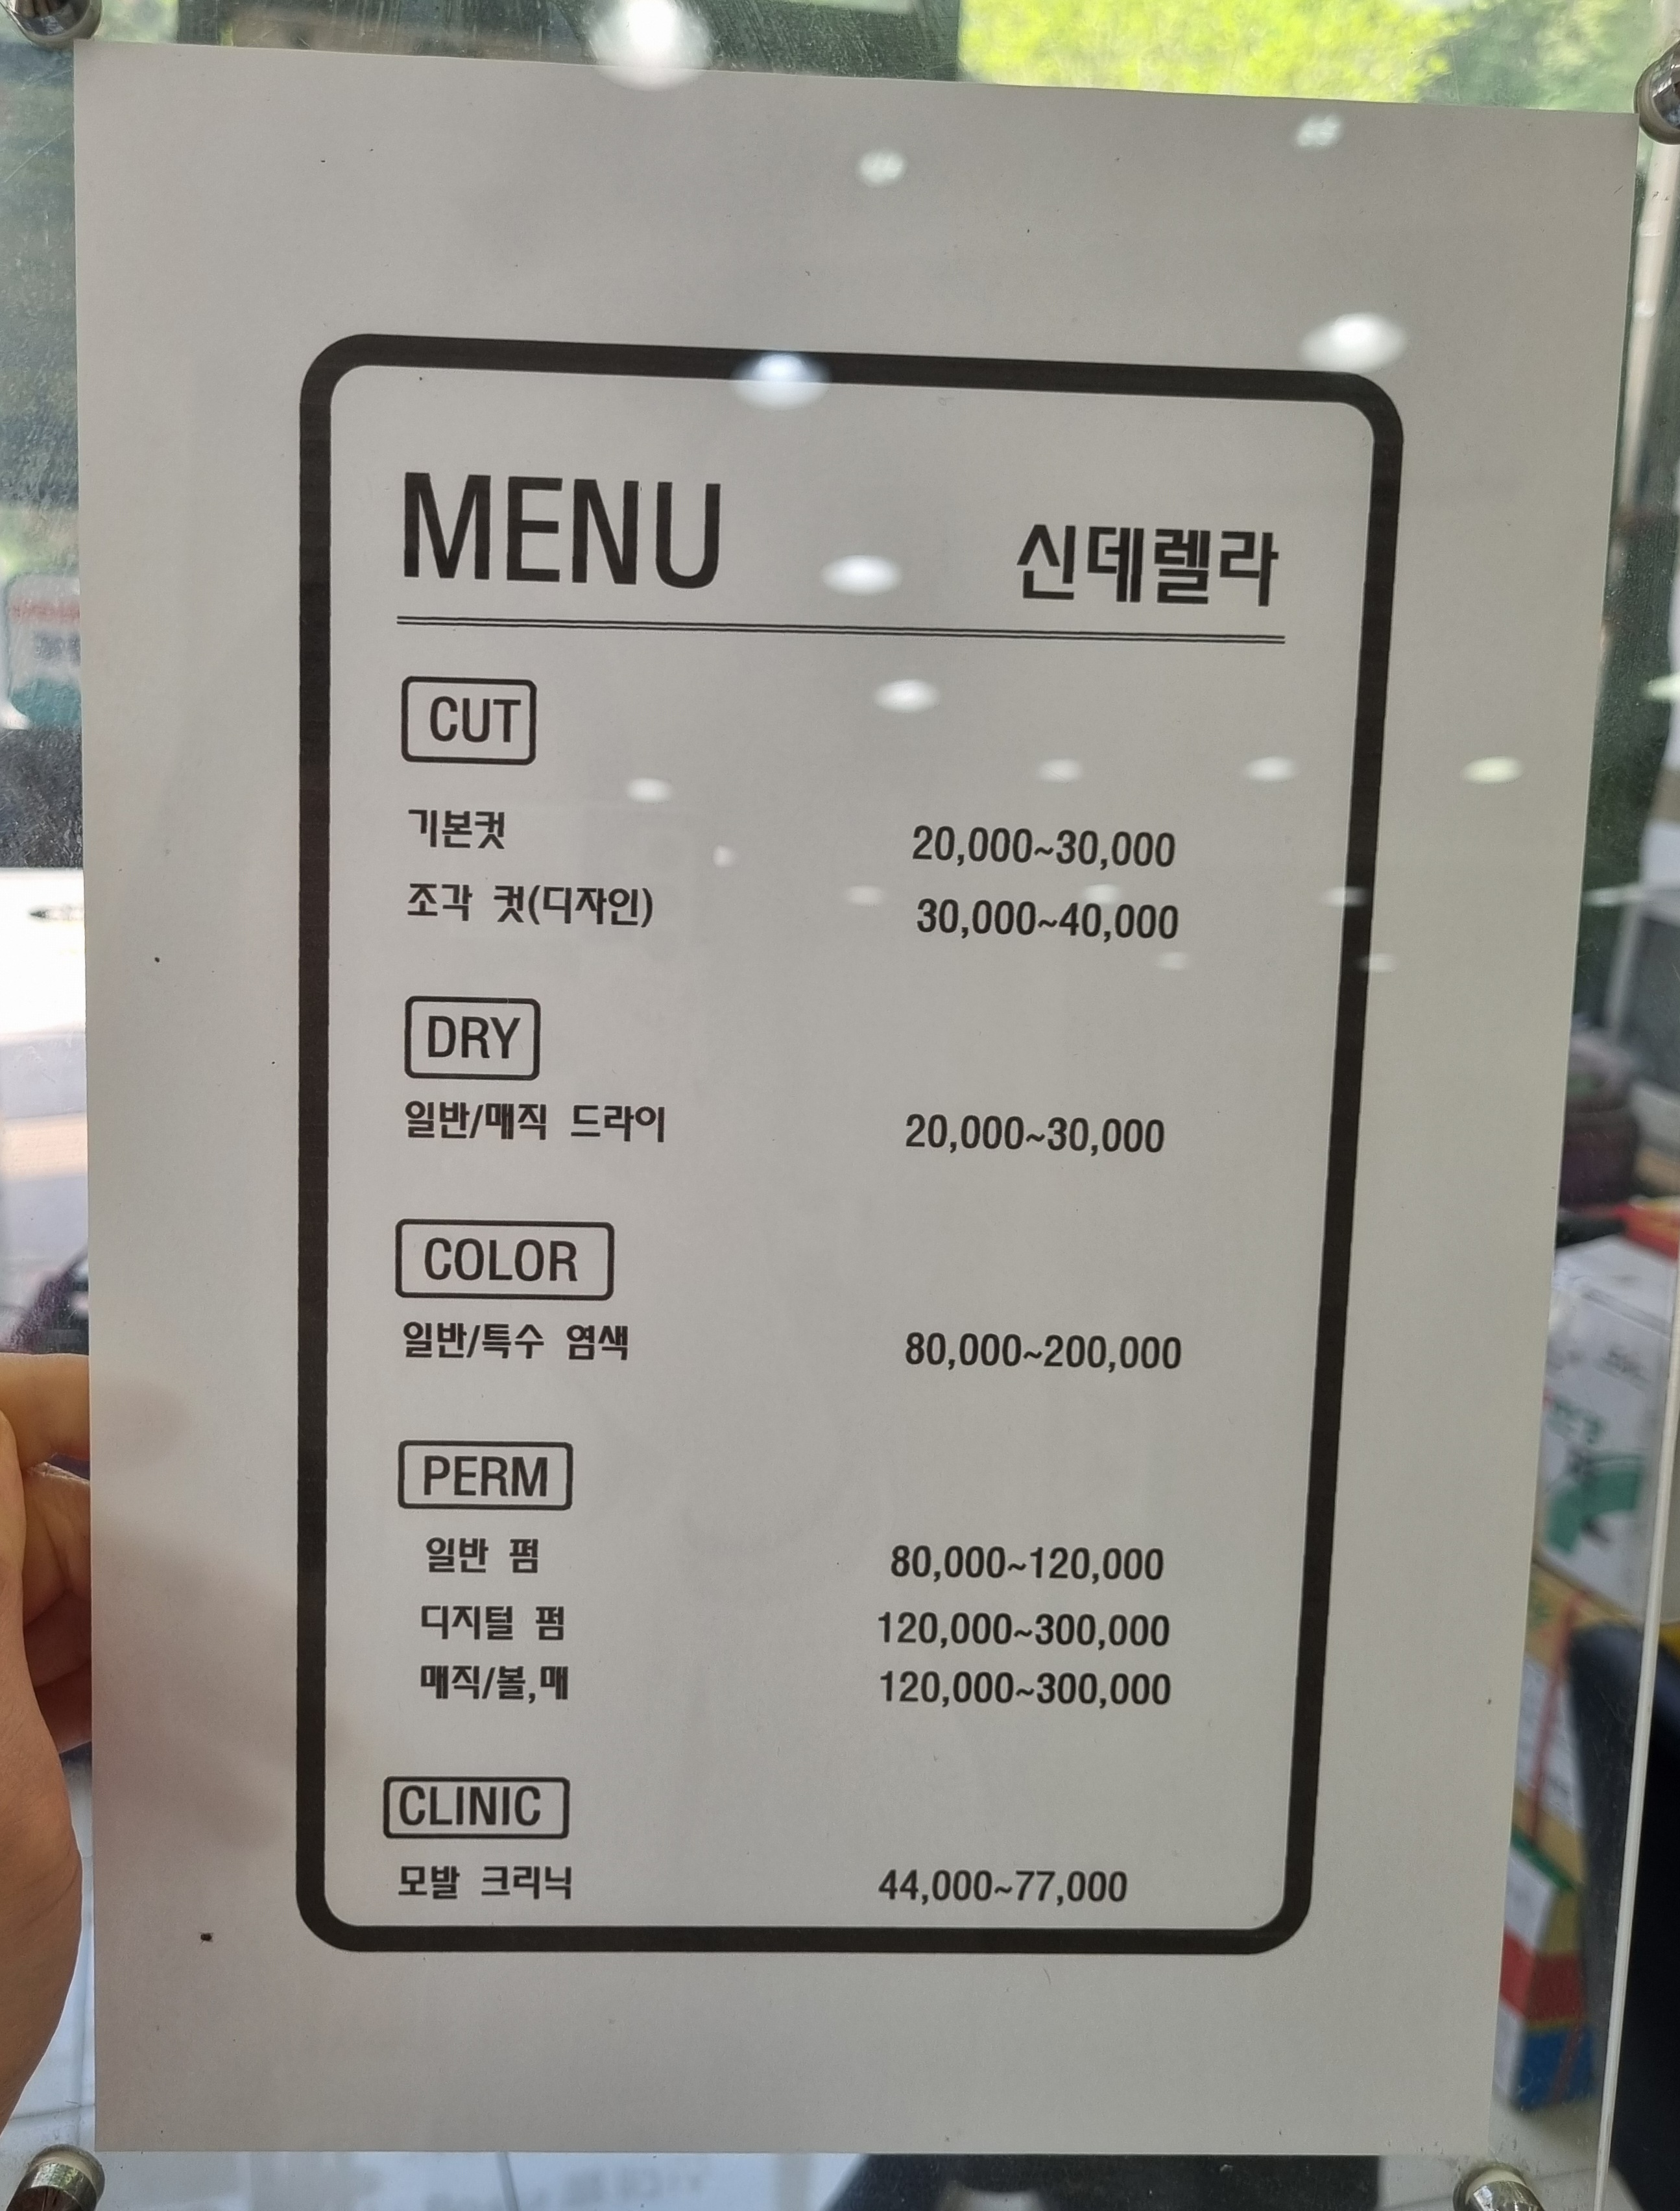 MENU 신데렐라
CUT
기본컷 20,000~30,000
조각 컷(디자인) 30,000~40,000
DRY
일반/매직 드라이 20,000~30,000
COLOR
일반/특수 염색 80,000~200,000
PERM
일반 펌 80,000~120,000
디지털 펌 120,000~300,000
매직/볼,매 120,000~300,000
CLINIC
모발 크리닉 44,000~77,000